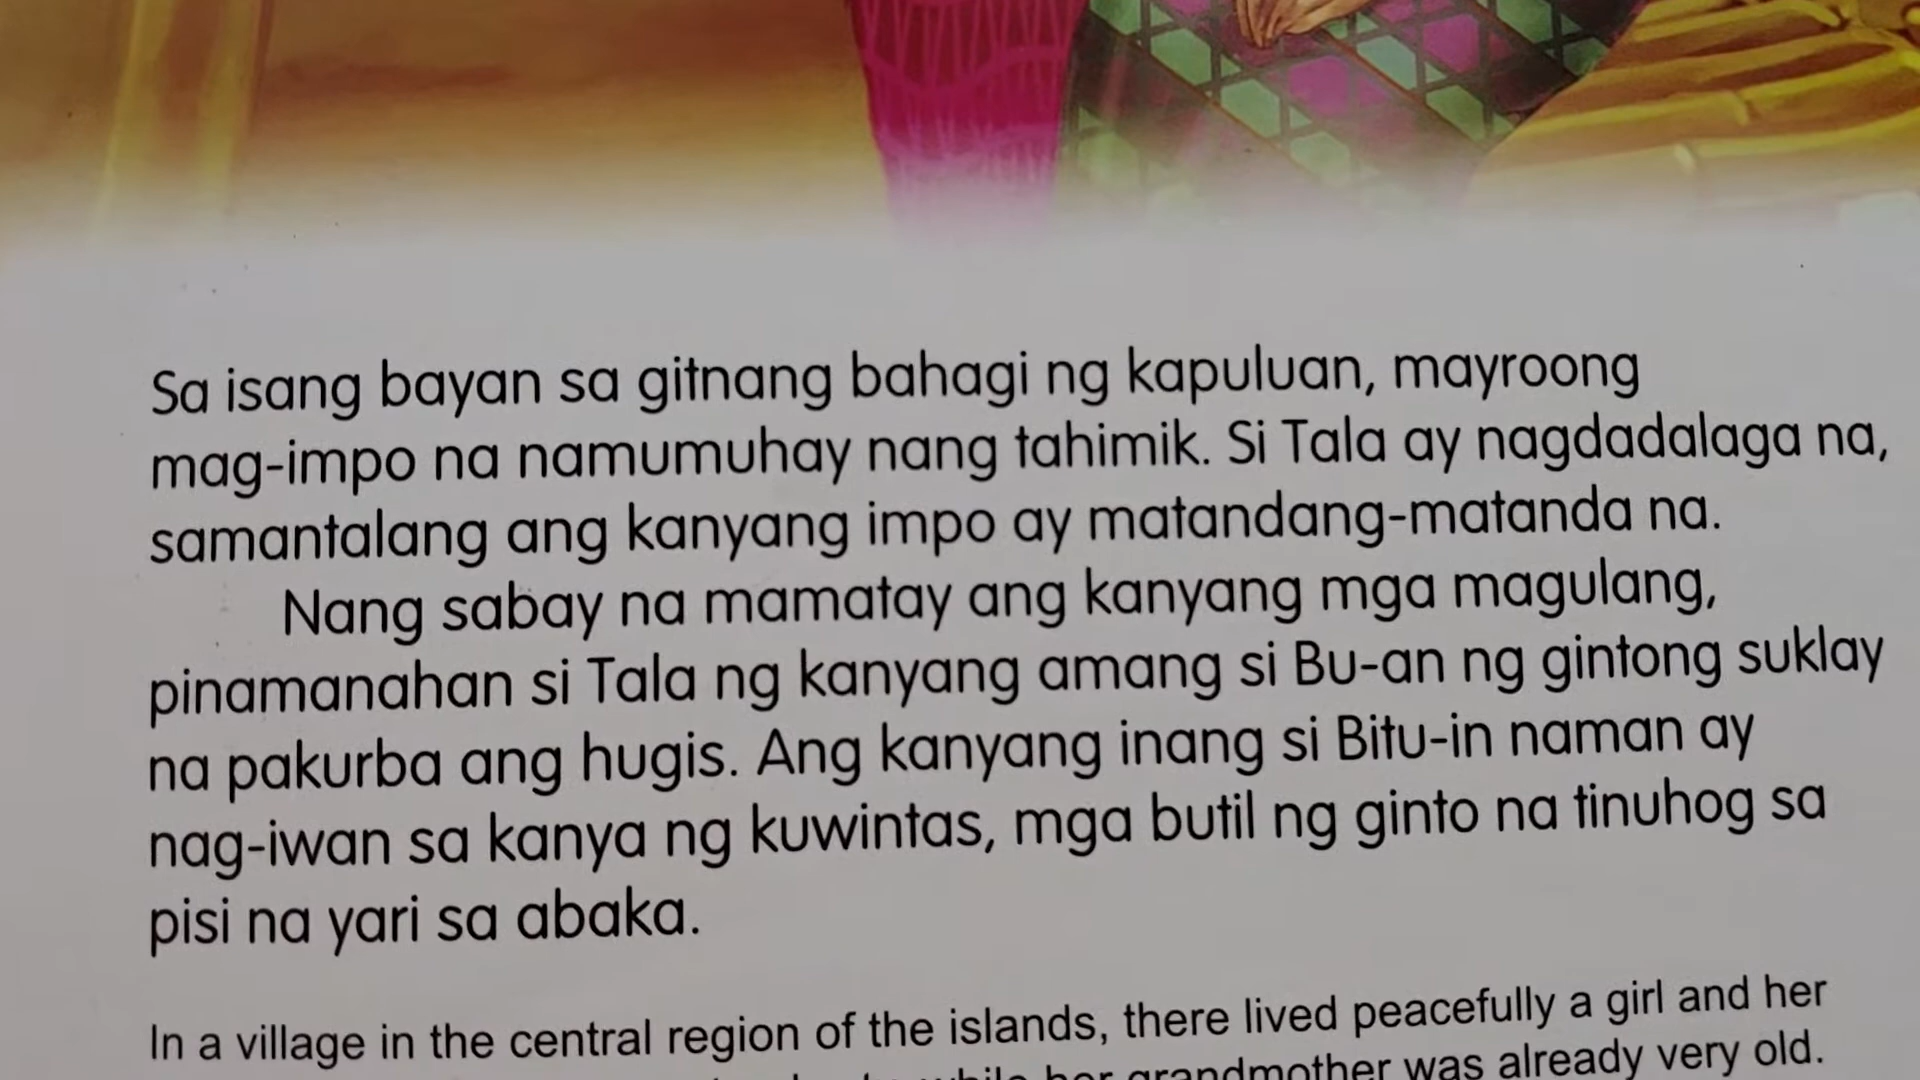 Sa isang bayan sa gitnang bahagi ng kapuluan, mayroong
mag-impo na namumuhay nang tahimik. Si Tala ay nagdadalaga na,
samantalang ang kanyang impo ay matandang-matanda na.
Nang sabay na mamatay ang kanyang mga magulang,
pinamanahan si Tala ng kanyang amang si Bu-an ng gintong suklay
na pakurba ang hugis. Ang kanyang inang si Bitu-in naman ay
nag-iwan sa kanya ng kuwintas, mga butil ng ginto na tinuhog sa
pisi na yari sa abaka.
In a village in the central region of the islands, there lived peacefully a girl and her
while her grandmother was already very old.